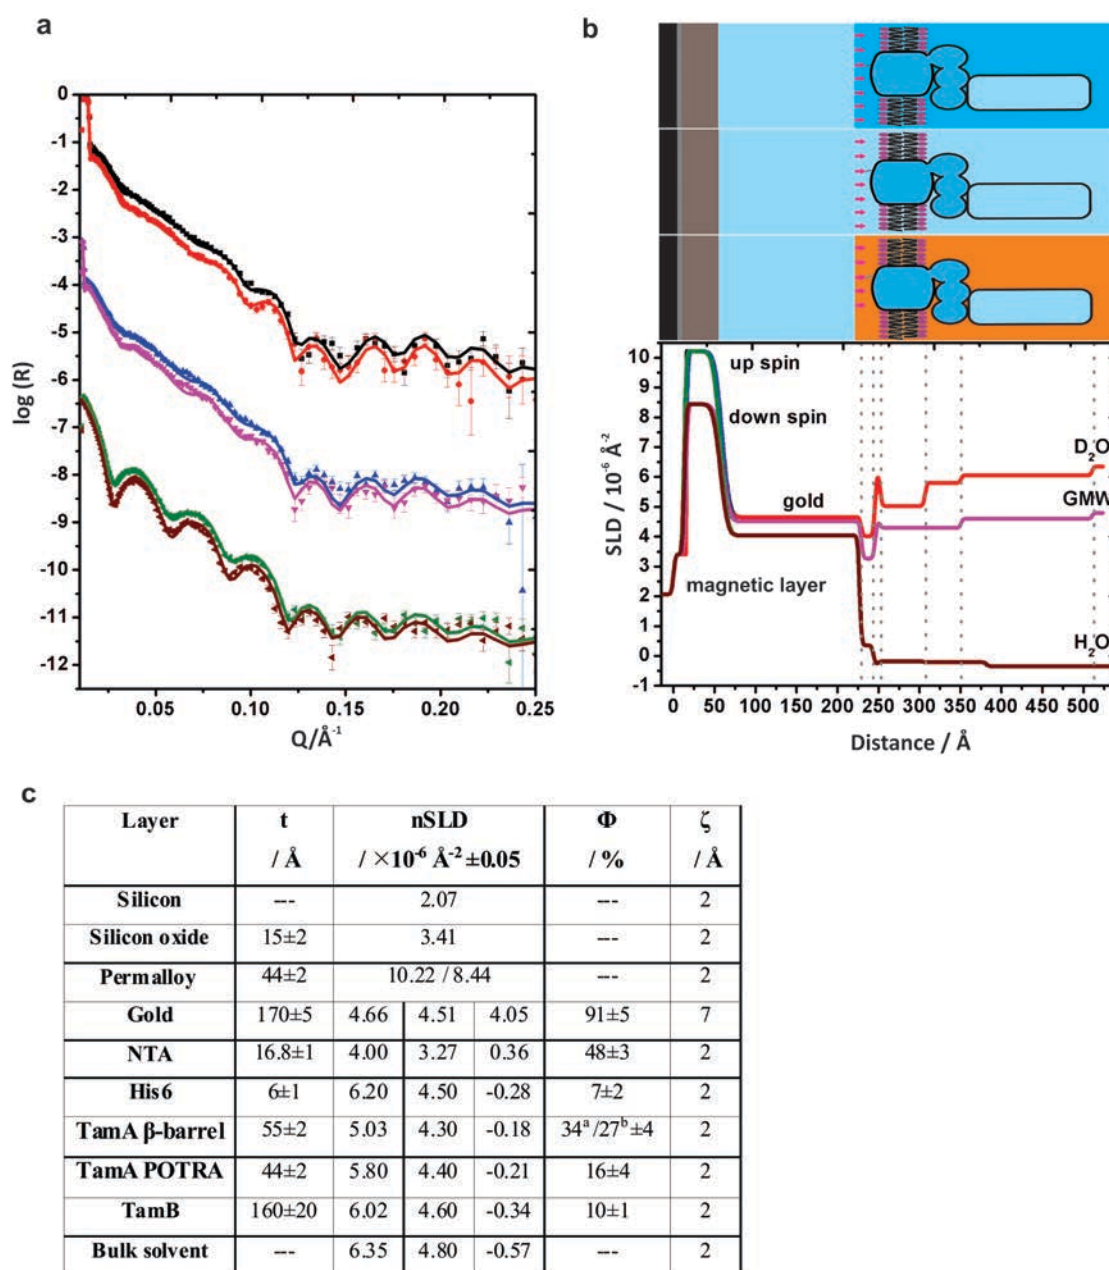 a
0
-1
-2
-3
-4
-5
-6
-7
-8
-9
-10
-11
-12
log (R)
0.05 0.10 0.15 0.20 0.25
Q/Å⁻¹
b
10
8
6
5
4
2
0
-1
SLD / 10⁻⁶ Å⁻²
up spin
down spin
gold
magnetic layer
D₂O
GMW
H₂O
0 50 100 150 200 250 300 350 400 450 500
Distance / Å
c
Layer t nSLD Φ ζ
/ Å / ×10⁻⁶ Å⁻² ±0.05 / % / Å
Silicon --- 2.07 --- 2
Silicon oxide 15±2 3.41 --- 2
Permalloy 44±2 10.22 / 8.44 --- 2
Gold 170±5 4.66 4.51 4.05 91±5 7
NTA 16.8±1 4.00 3.27 0.36 48±3 2
His6 6±1 6.20 4.50 -0.28 7±2 2
TamA β-barrel 55±2 5.03 4.30 -0.18 34ᵃ/27ᵇ±4 2
TamA POTRA 44±2 5.80 4.40 -0.21 16±4 2
TamB 160±20 6.02 4.60 -0.34 10±1 2
Bulk solvent --- 6.35 4.80 -0.57 --- 2